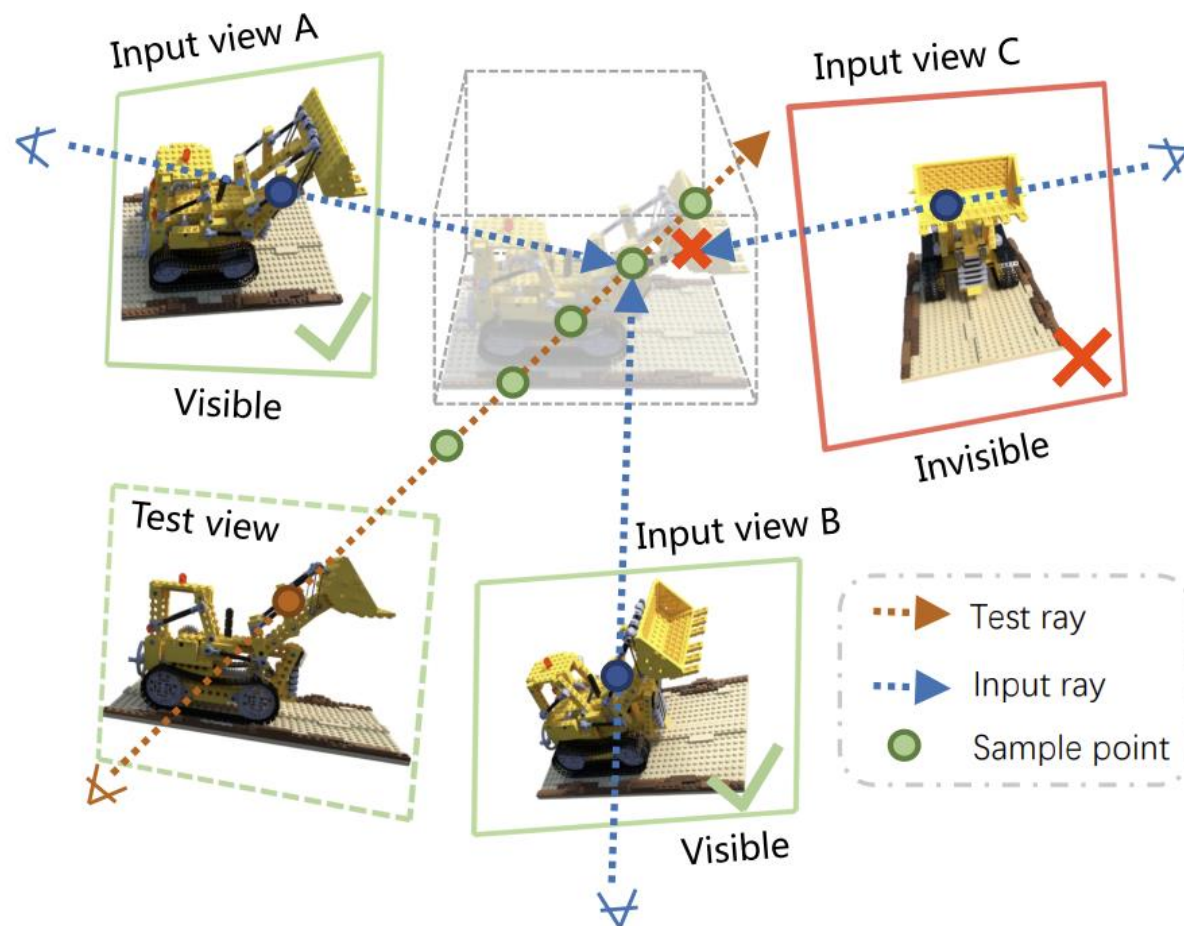 Input view A
Input view C
Visible
Invisible
Test view
Input view B
Visible
Test ray
Input ray
Sample point